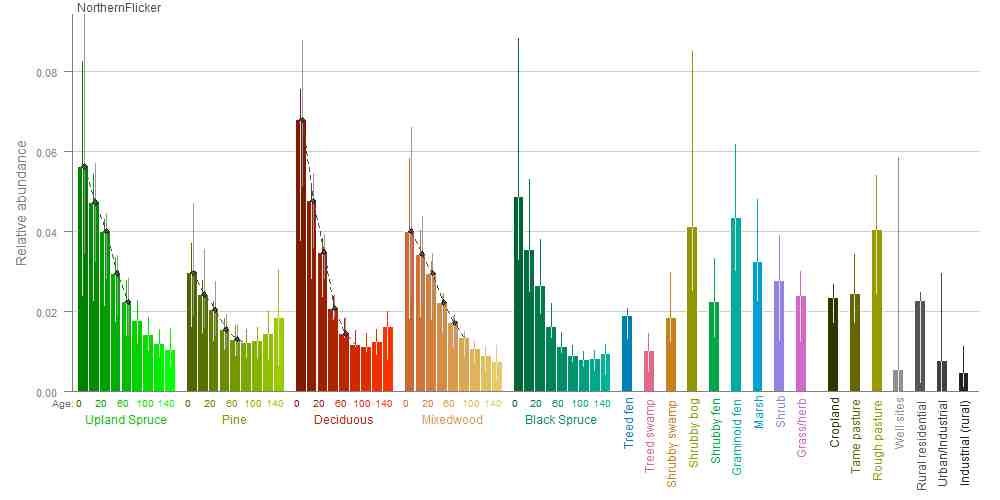 NorthernFlicker
Relative abundance
0.08
0.06
0.04
0.02
0.00
Age: 0 20 60 100 140 0 20 60 100 140 0 20 60 100 140 0 20 60 100 140 0 20 60 100 140
Upland Spruce Pine Deciduous Mixedwood Black Spruce
Treed fen
Treed swamp
Shrubby swamp
Shrubby bog
Shrubby fen
Graminoid fen
Marsh
Shrub
Grass/herb
Cropland
Tame pasture
Rough pasture
Well sites
Rural residential
Urban/Industrial
Industrial (rural)